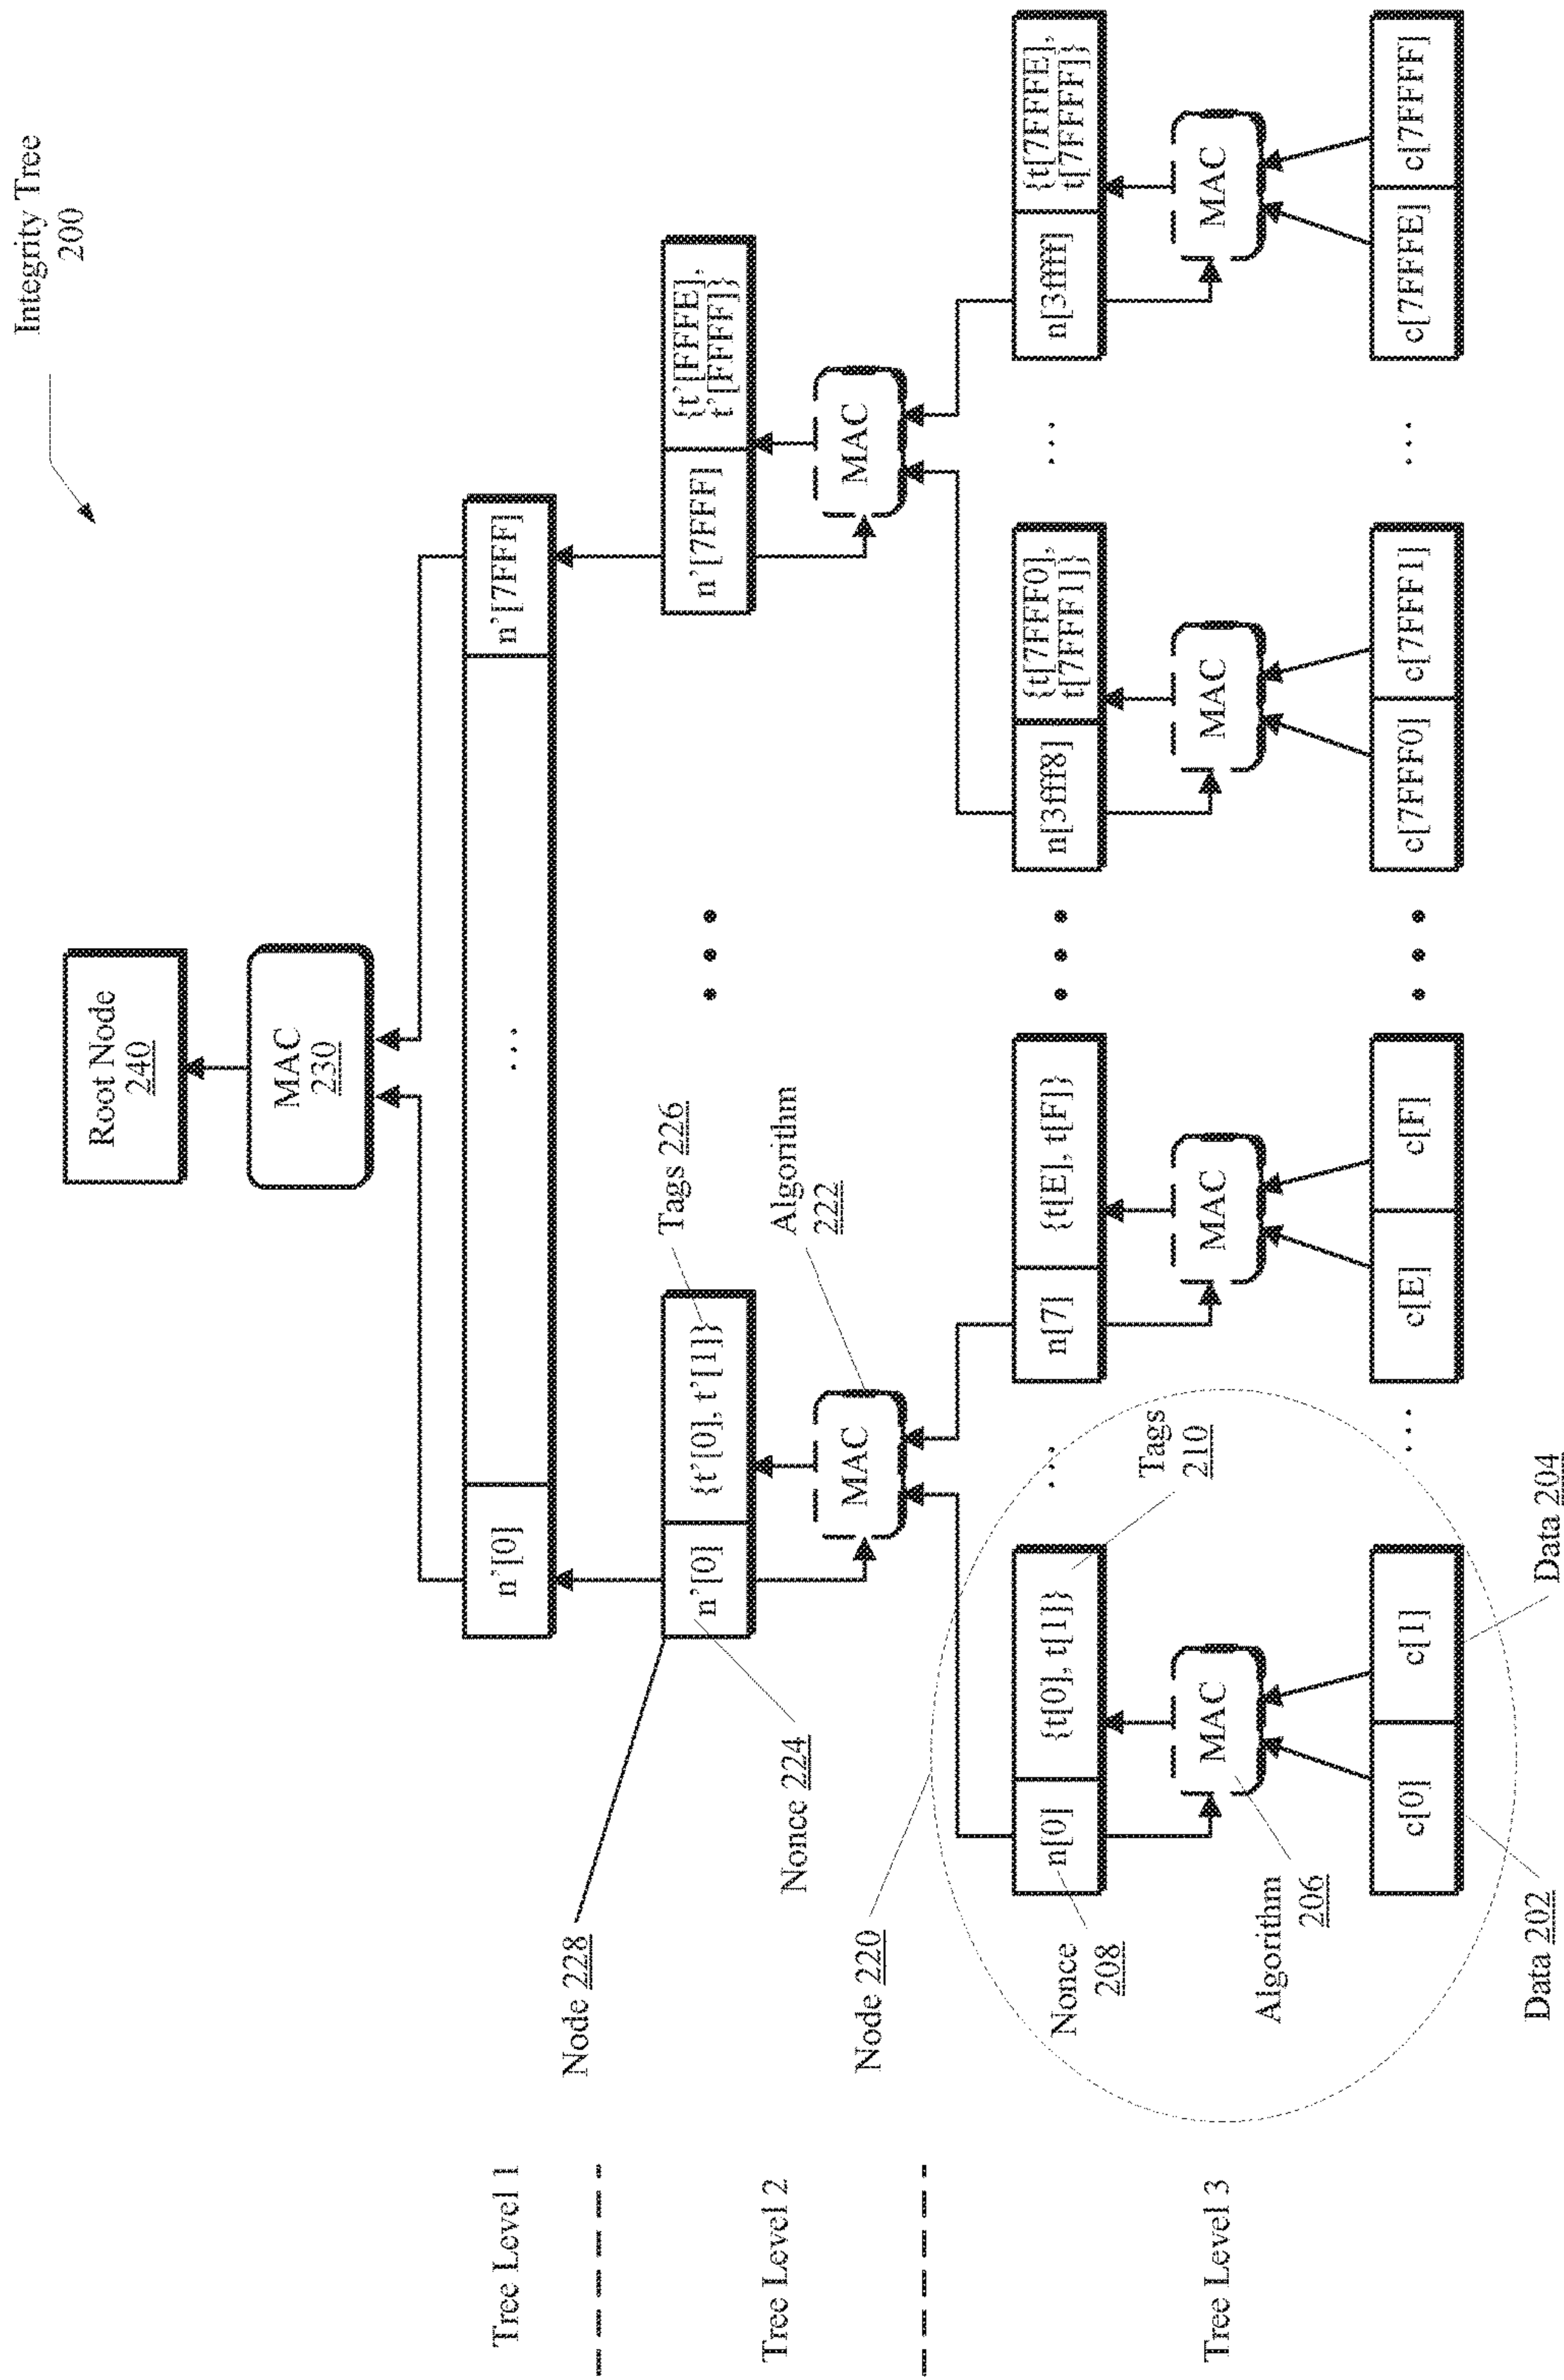 Integrity Tree
200
Root Node
240
MAC
230
Tree Level 1
n'[0]
...
n'[7FFF]
Node 228
Tags 226
n'[0]
{t'[0], t'[1]}
n'[7FFF]
{t'[FFFE],
t'[FFFF]}
Tree Level 2
Nonce 224
Algorithm
222
MAC
MAC
Node 220
n[0]
{t[0], t[1]}
...
n[7]
{t[E], t[F]}
n[3fff8]
{t[7FFF0],
t[7FFF1]}
...
n[3ffff]
{t[7FFFE],
t[7FFFF]}
Nonce
208
Tags
210
Tree Level 3
MAC
MAC
MAC
MAC
Algorithm
206
c[0]
c[1]
...
c[E]
c[F]
c[7FFF0]
c[7FFF1]
...
c[7FFFE]
c[7FFFF]
Data 202
Data 204